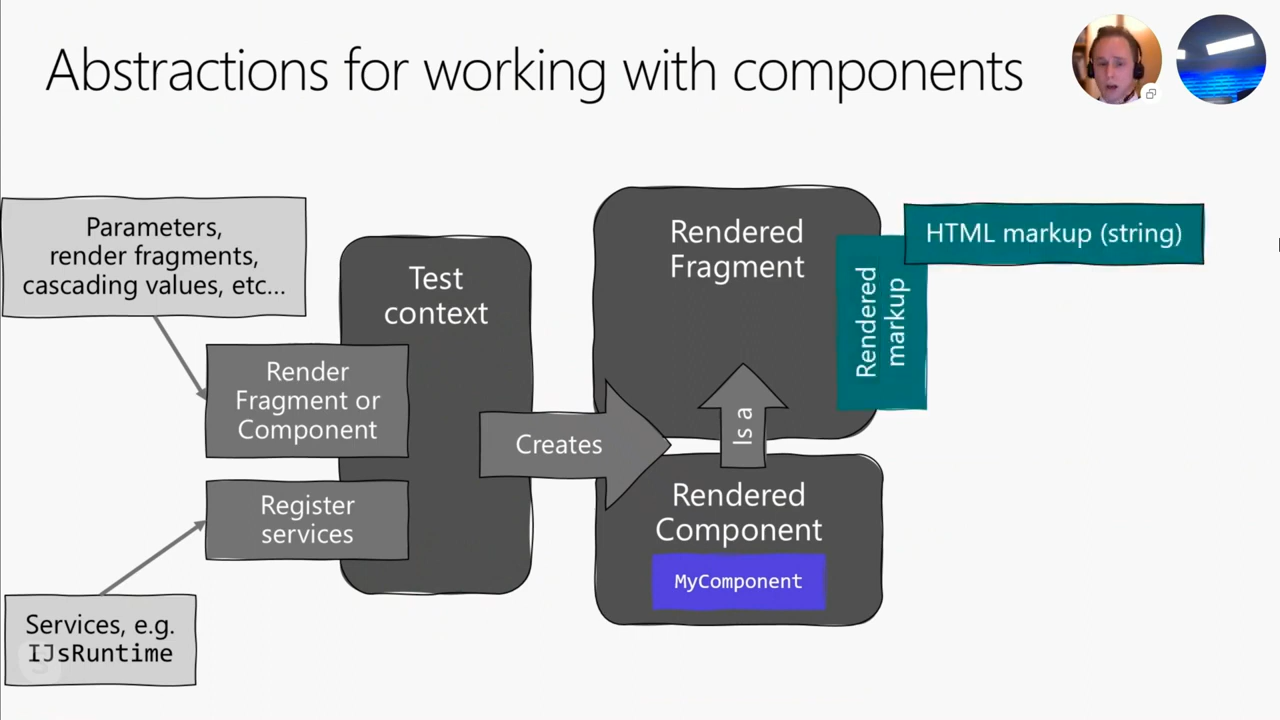 Abstractions for working with components
Parameters,
render fragments,
cascading values, etc...
Test
context
Render
Fragment or
Component
Register
services
Services, e.g.
IJsRuntime
Creates
Rendered
Fragment
Is a
Rendered
Component
MyComponent
Rendered
markup
HTML markup (string)